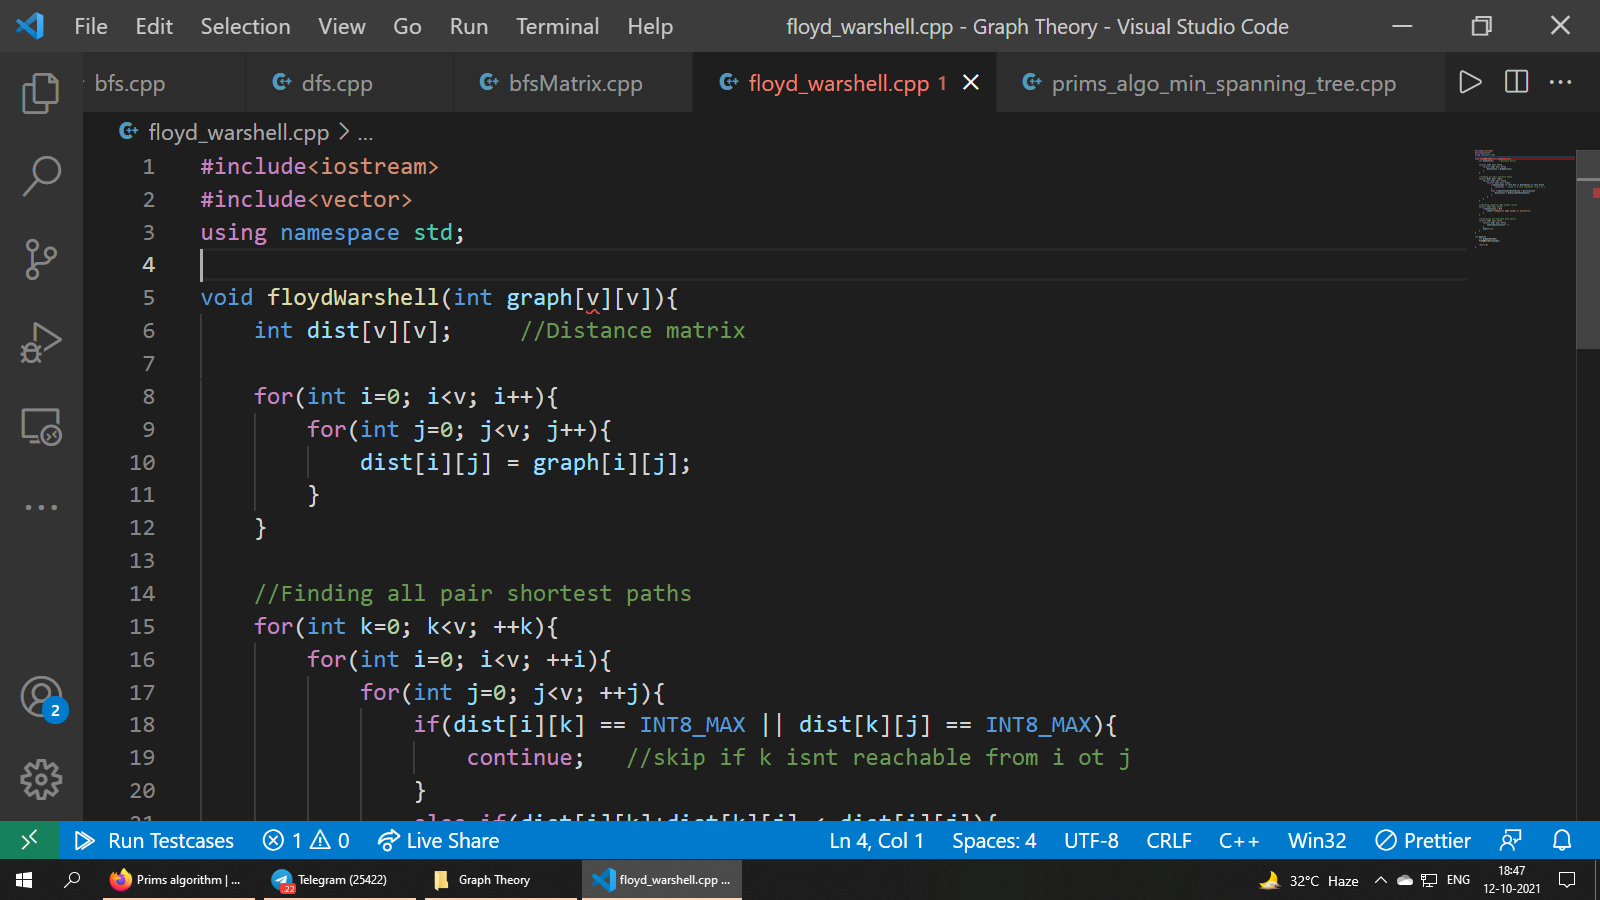 File Edit Selection View Go Run Terminal Help floyd_warshell.cpp - Graph Theory - Visual Studio Code
bfs.cpp dfs.cpp bfsMatrix.cpp floyd_warshell.cpp 1 prims_algo_min_spanning_tree.cpp
floyd_warshell.cpp > ...
1 #include<iostream>
2 #include<vector>
3 using namespace std;
4
5 void floydWarshell(int graph[v][v]){
6 int dist[v][v]; //Distance matrix
7
8 for(int i=0; i<v; i++){
9 for(int j=0; j<v; j++){
10 dist[i][j] = graph[i][j];
11 }
12 }
13
14 //Finding all pair shortest paths
15 for(int k=0; k<v; ++k){
16 for(int i=0; i<v; ++i){
17 for(int j=0; j<v; ++j){
18 if(dist[i][k] == INT8_MAX || dist[k][j] == INT8_MAX){
19 continue; //skip if k isnt reachable from i ot j
20 }
21 else if(dist[i][k]+dist[k][j] < dist[i][j]){
2
Run Testcases 1 0 Live Share Ln 4, Col 1 Spaces: 4 UTF-8 CRLF C++ Win32 Prettier
Prims algorithm | ... Telegram (25422) Graph Theory floyd_warshell.cpp ... 32°C Haze ENG 18:47
.22 12-10-2021